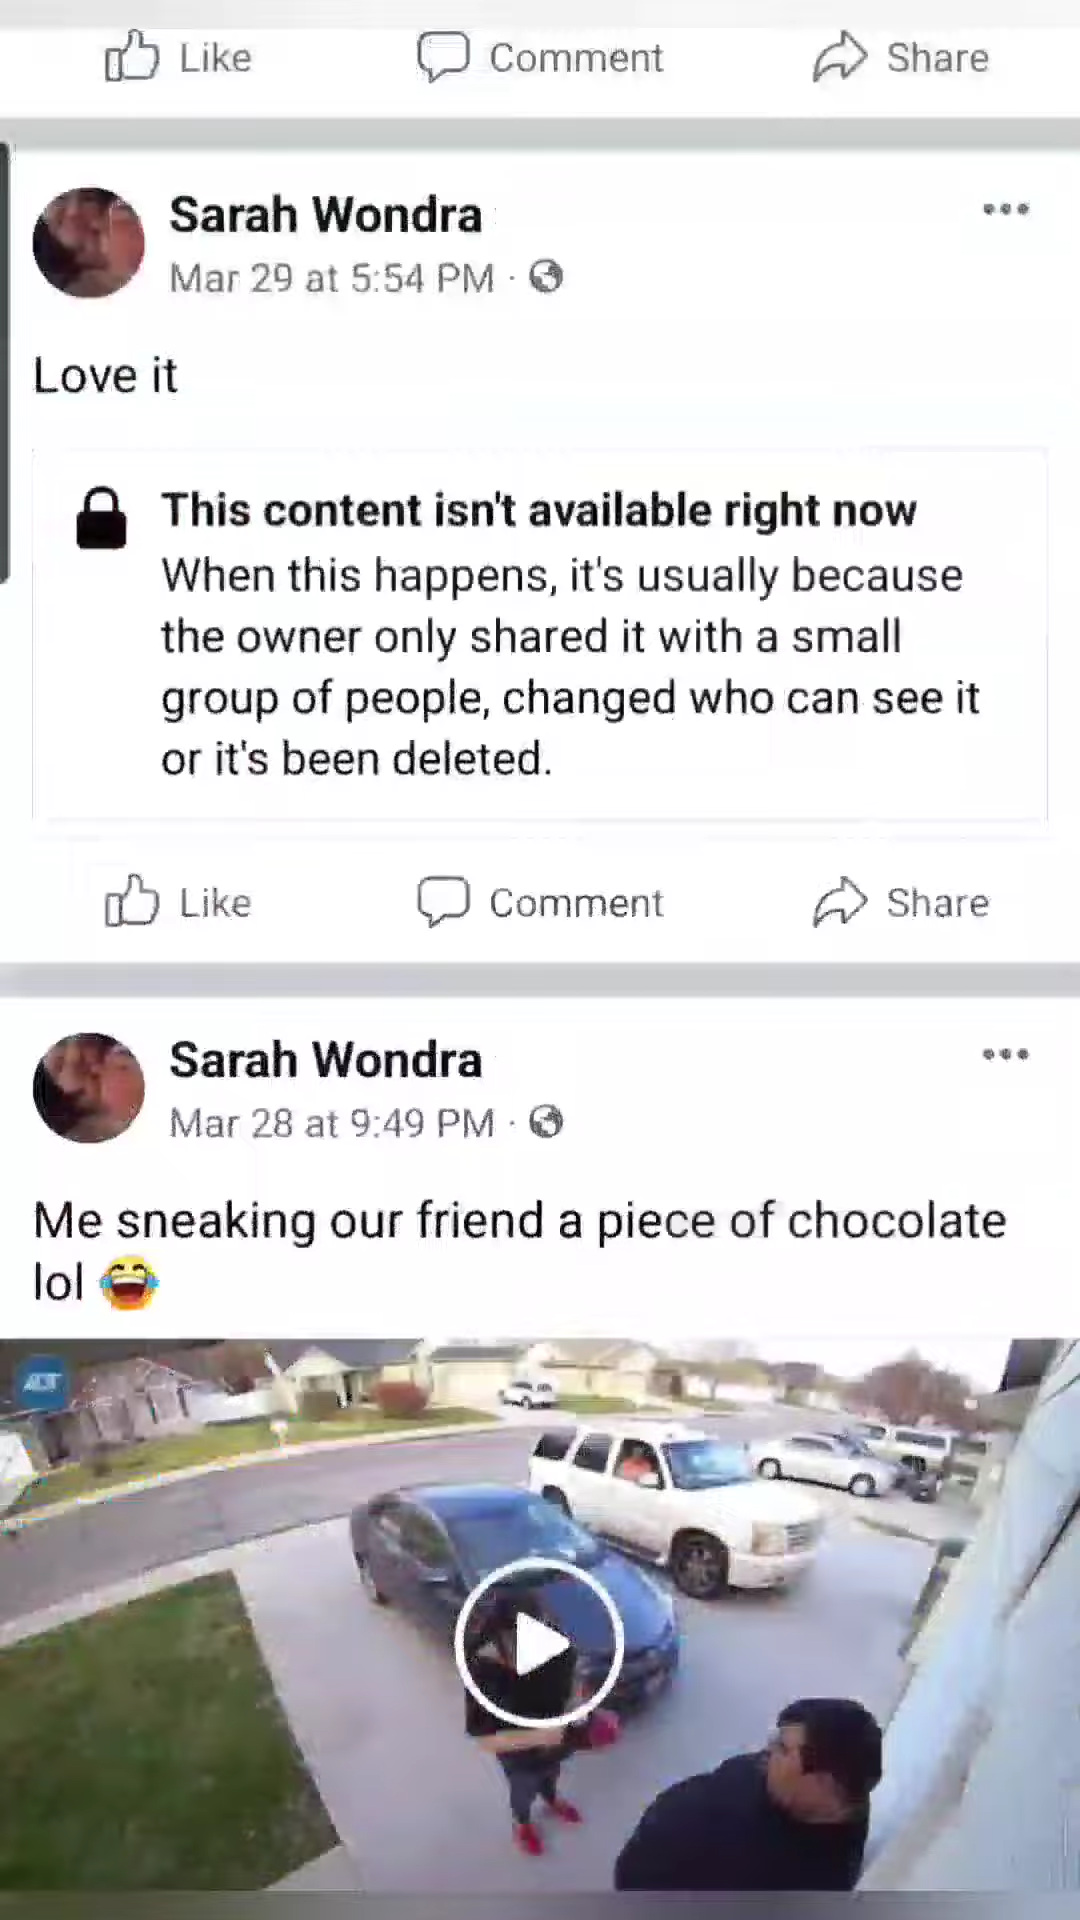 Like Comment Share
Sarah Wondra
Mar 29 at 5:54 PM ·
Love it
This content isn't available right now
When this happens, it's usually because
the owner only shared it with a small
group of people, changed who can see it
or it's been deleted.
Like Comment Share
Sarah Wondra
Mar 28 at 9:49 PM ·
Me sneaking our friend a piece of chocolate
lol 😂
ADT